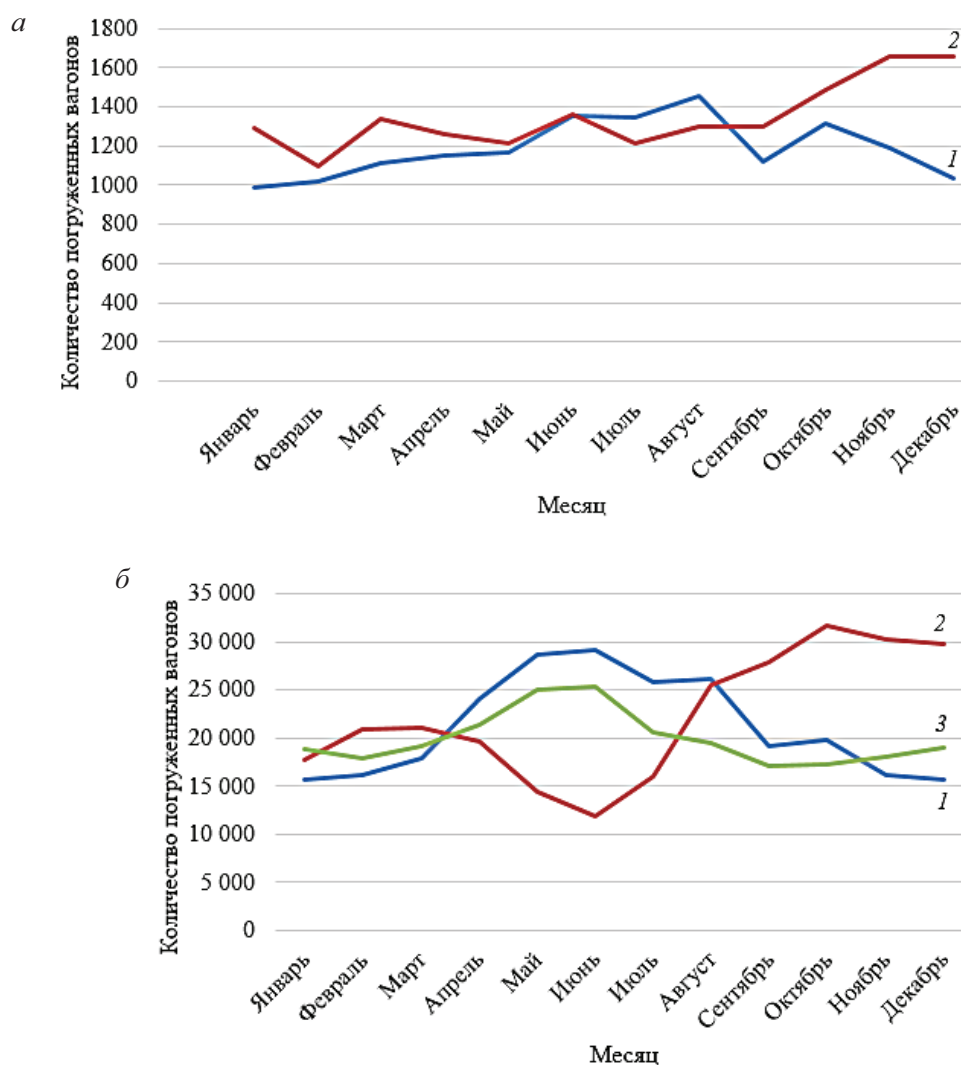 а
Количество погруженных вагонов
1800
1600
1400
1200
1000
800
600
400
200
0
2
1
Январь
Февраль
Март
Апрель
Май
Июнь
Июль
Август
Сентябрь
Октябрь
Ноябрь
Декабрь
Месяц
б
Количество погруженных вагонов
35 000
30 000
25 000
20 000
15 000
10 000
5 000
0
2
3
1
Январь
Февраль
Март
Апрель
Май
Июнь
Июль
Август
Сентябрь
Октябрь
Ноябрь
Декабрь
Месяц